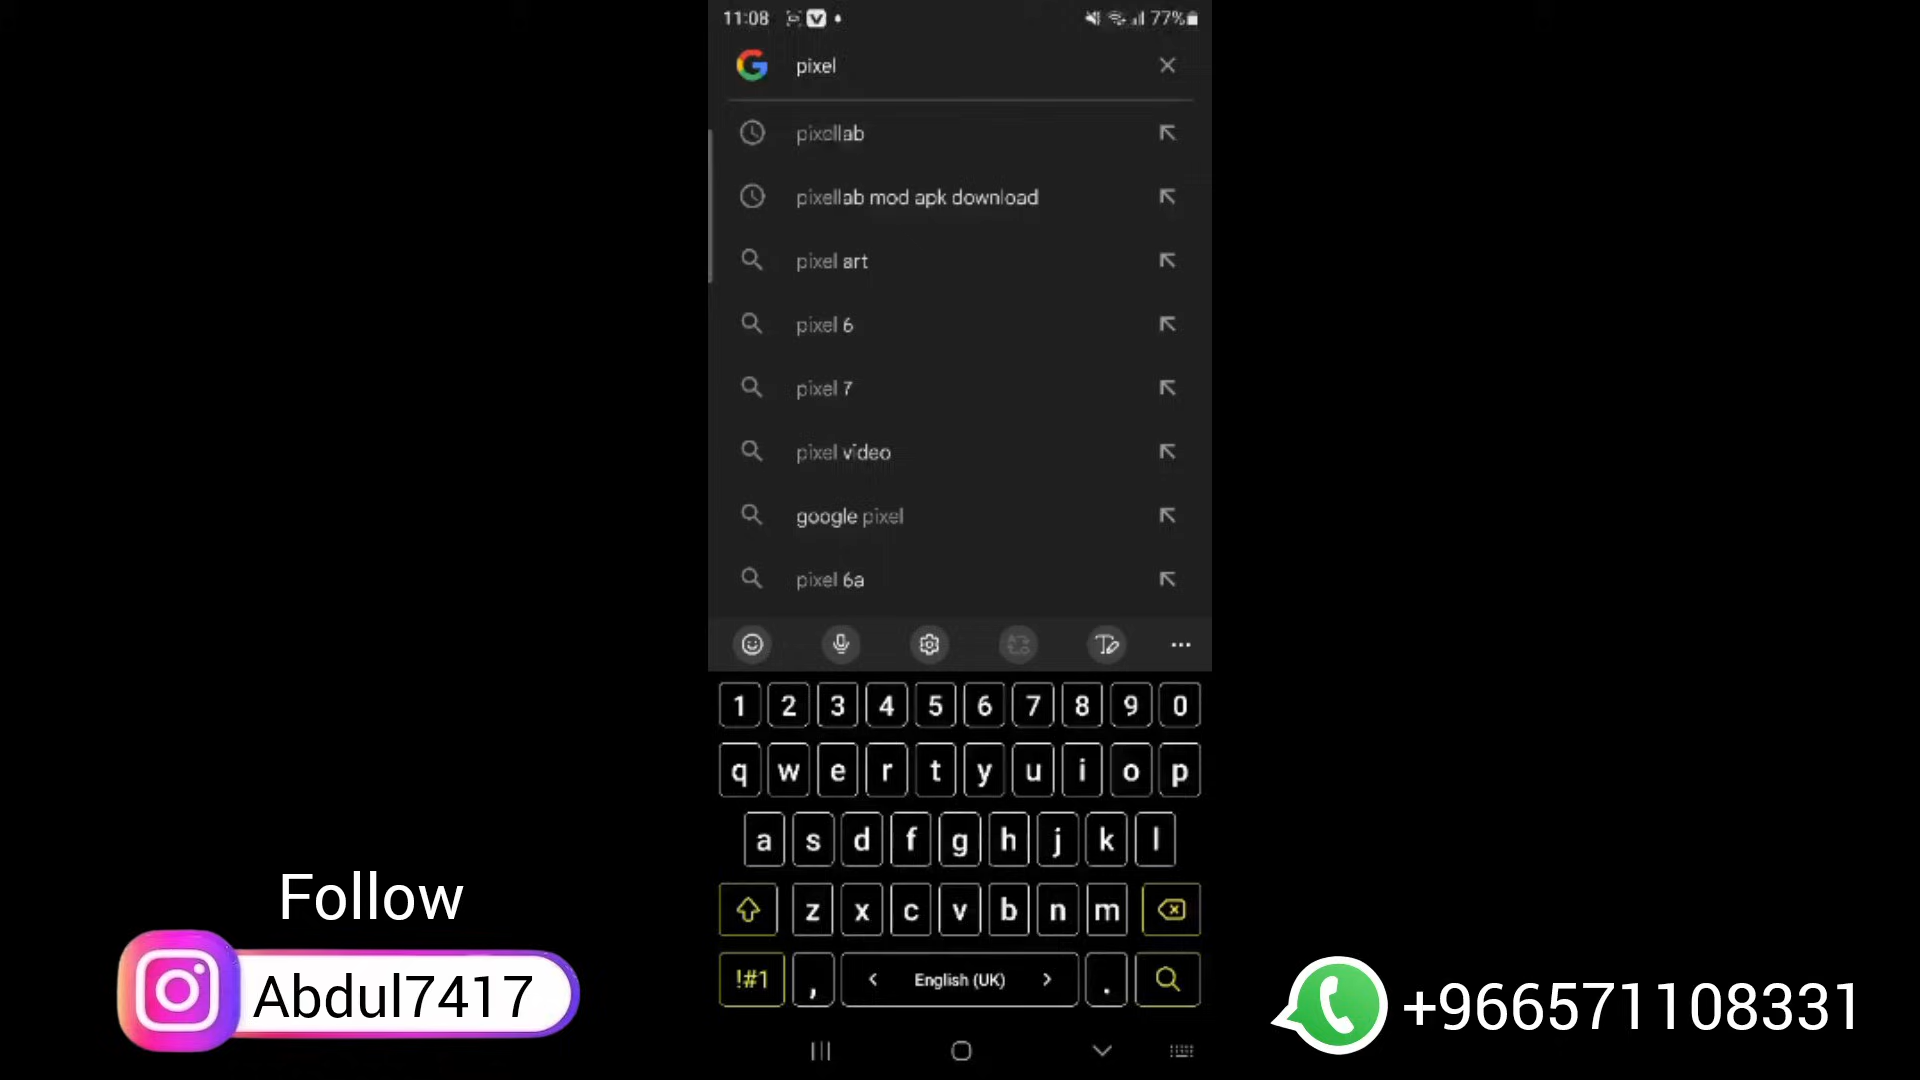 11:08
77%
pixel
pixellab
pixellab mod apk download
pixel art
pixel 6
pixel 7
pixel video
google pixel
pixel 6a
1 2 3 4 5 6 7 8 9 0
q w e r t y u i o p
a s d f g h j k l
z x c v b n m
!#1 , < English (UK) > .
Follow
Abdul7417
+966571108331